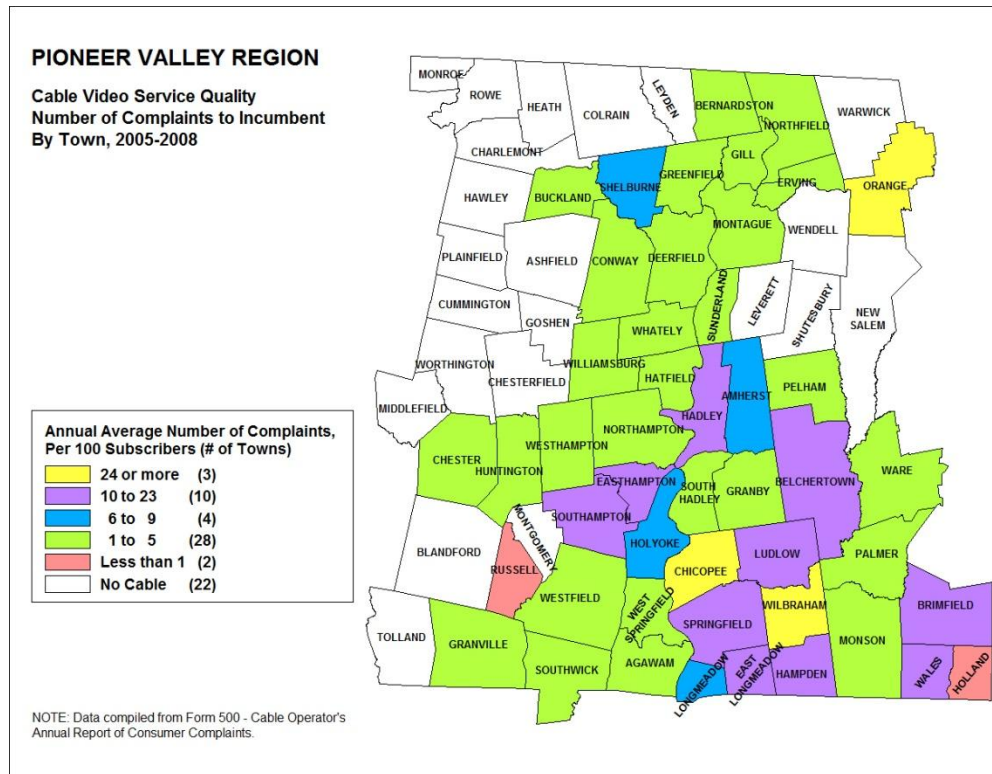 PIONEER VALLEY REGION
Cable Video Service Quality
Number of Complaints to Incumbent
By Town, 2005-2008
MONROE
ROWE
HEATH
COLRAIN
LEYDEN
BERNARDSTON
NORTHFIELD
WARWICK
CHARLEMONT
SHELBURNE
GREENFIELD
GILL
ERVING
ORANGE
HAWLEY
BUCKLAND
MONTAGUE
WENDELL
PLAINFIELD
ASHFIELD
CONWAY
DEERFIELD
SUNDERLAND
LEVERETT
SHUTESBURY
NEW
SALEM
CUMMINGTON
GOSHEN
WHATELY
WORTHINGTON
CHESTERFIELD
WILLIAMSBURG
HATFIELD
AMHERST
PELHAM
MIDDLEFIELD
HADLEY
NORTHAMPTON
WESTHAMPTON
CHESTER
HUNTINGTON
EASTHAMPTON
SOUTH
HADLEY
GRANBY
BELCHERTOWN
WARE
SOUTHAMPTON
MONTGOMERY
HOLYOKE
BLANDFORD
RUSSELL
CHICOPEE
LUDLOW
PALMER
WESTFIELD
WEST
SPRINGFIELD
WILBRAHAM
BRIMFIELD
TOLLAND
GRANVILLE
SPRINGFIELD
MONSON
SOUTHWICK
AGAWAM
LONGMEADOW
EAST
LONGMEADOW
HAMPDEN
WALES
HOLLAND
Annual Average Number of Complaints,
Per 100 Subscribers (# of Towns)
24 or more (3)
10 to 23 (10)
6 to 9 (4)
1 to 5 (28)
Less than 1 (2)
No Cable (22)
NOTE: Data compiled from Form 500 - Cable Operator's
Annual Report of Consumer Complaints.